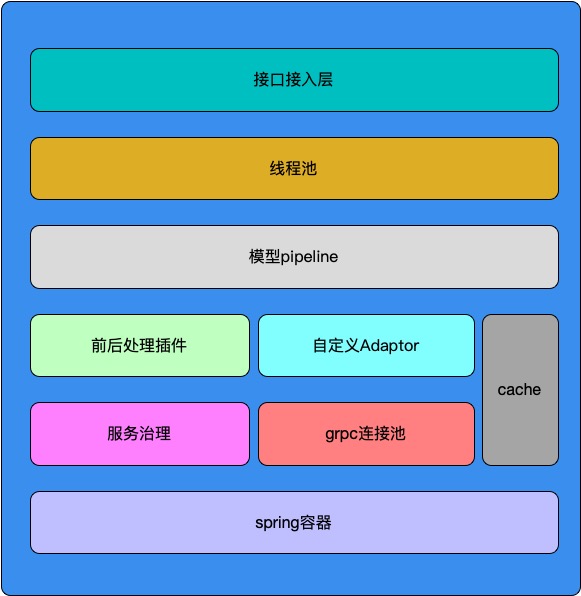 接口接入层
线程池
模型pipeline
前后处理插件
自定义Adaptor
cache
服务治理
grpc连接池
spring容器